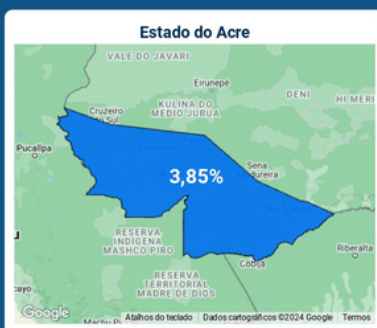 Estado do Acre
VALE DO JAVARI
Eirunepé
DENI
HI MERI
Cruzeiro
do Sul
KULINA DO
MEDIO JURUA
Pucallpa
3,85%
Sena
Madureira
RESERVA
INDÍGENA
MASHCO PIRO
Cobija
Riberalta
RESERVA
TERRITORIAL
MADRE DE DIOS
Google
Atalhos do teclado
Dados cartográficos ©2024 Google
Termos